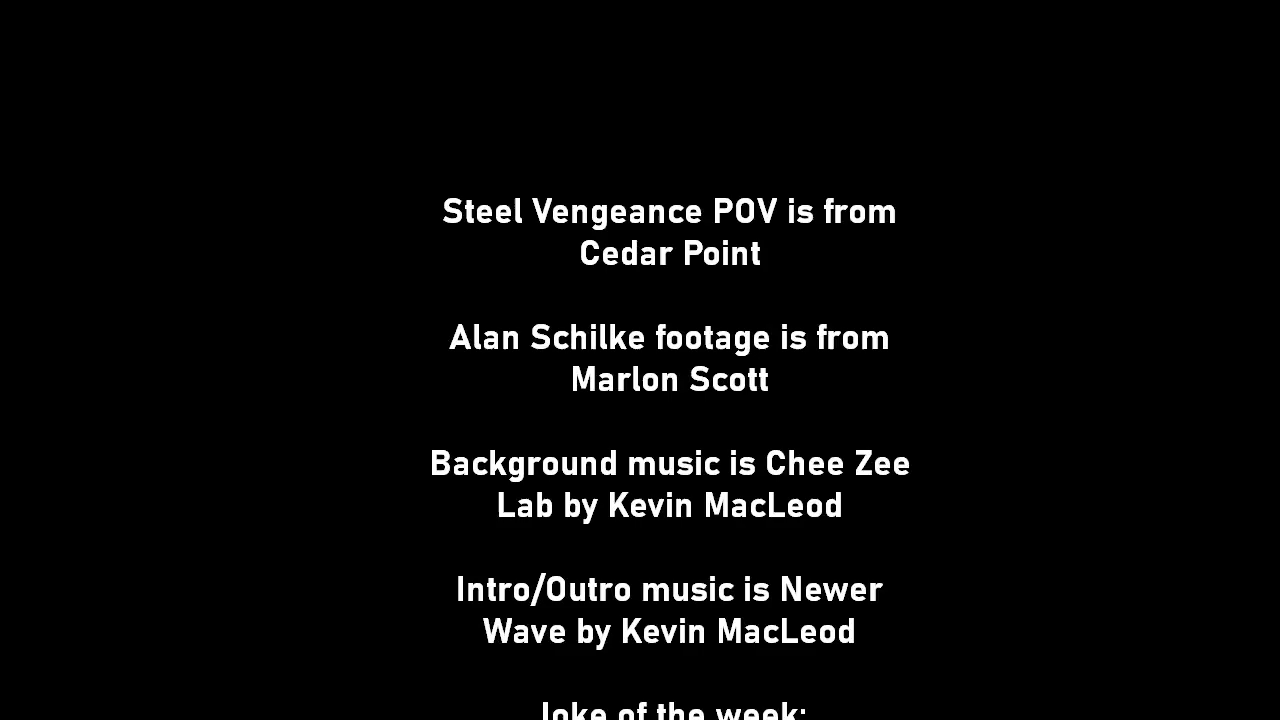 Steel Vengeance POV is from
Cedar Point
Alan Schilke footage is from
Marlon Scott
Background music is Chee Zee
Lab by Kevin MacLeod
Intro/Outro music is Newer
Wave by Kevin MacLeod
Joke of the week: